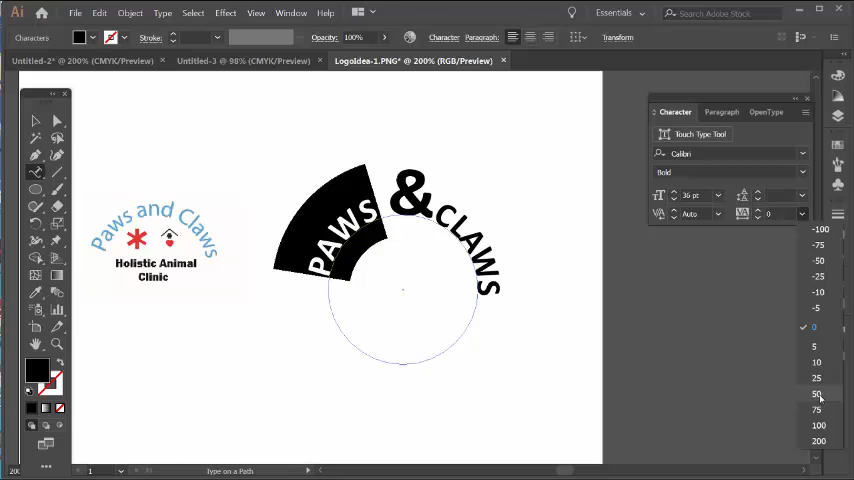 Ai File Edit Object Type Select Effect View Window Help Essentials Search Adobe Stock
Characters Stroke: Opacity: 100% Character Paragraph: Transform
Untitled-2* @ 200% (CMYK/Preview) × Untitled-3 @ 98% (CMYK/Preview) × LogoIdea-1.PNG* @ 200% (RGB/Preview) ×
Character Paragraph OpenType
Touch Type Tool
Calibri
Bold
36 pt
Auto 0
-100
-75
-50
-25
-10
-5
0
5
10
25
50
75
100
200
Paws and Claws
Holistic Animal
Clinic
PAWS & CLAWS
200
1 Type on a Path